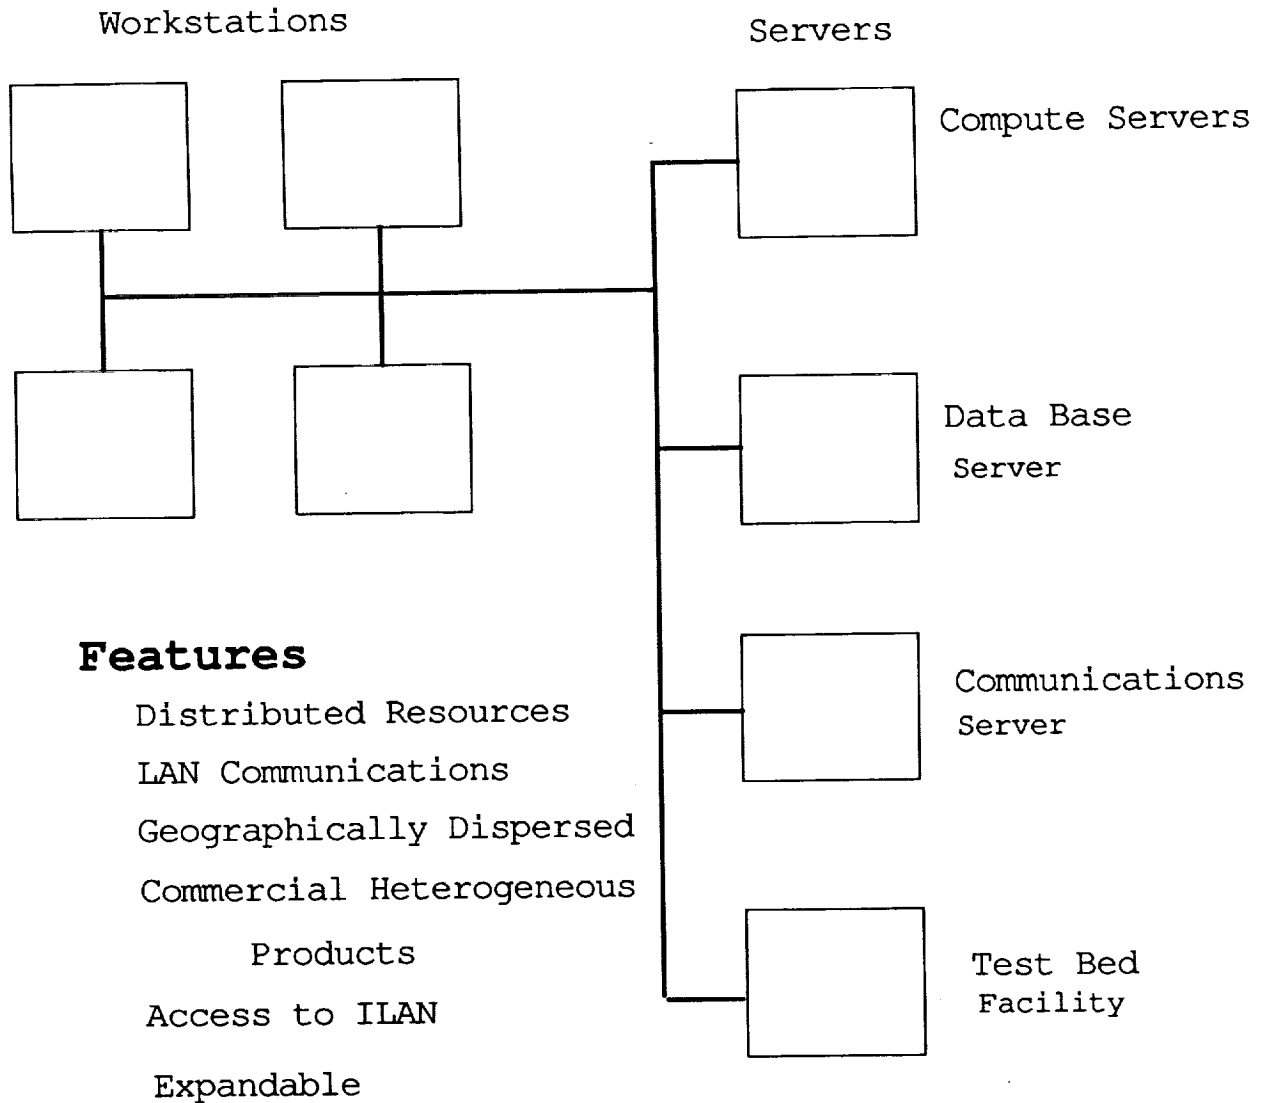 Workstations
Servers
Compute Servers
Data Base
Server
Communications
Server
Test Bed
Facility
Features
Distributed Resources
LAN Communications
Geographically Dispersed
Commercial Heterogeneous
Products
Access to ILAN
Expandable